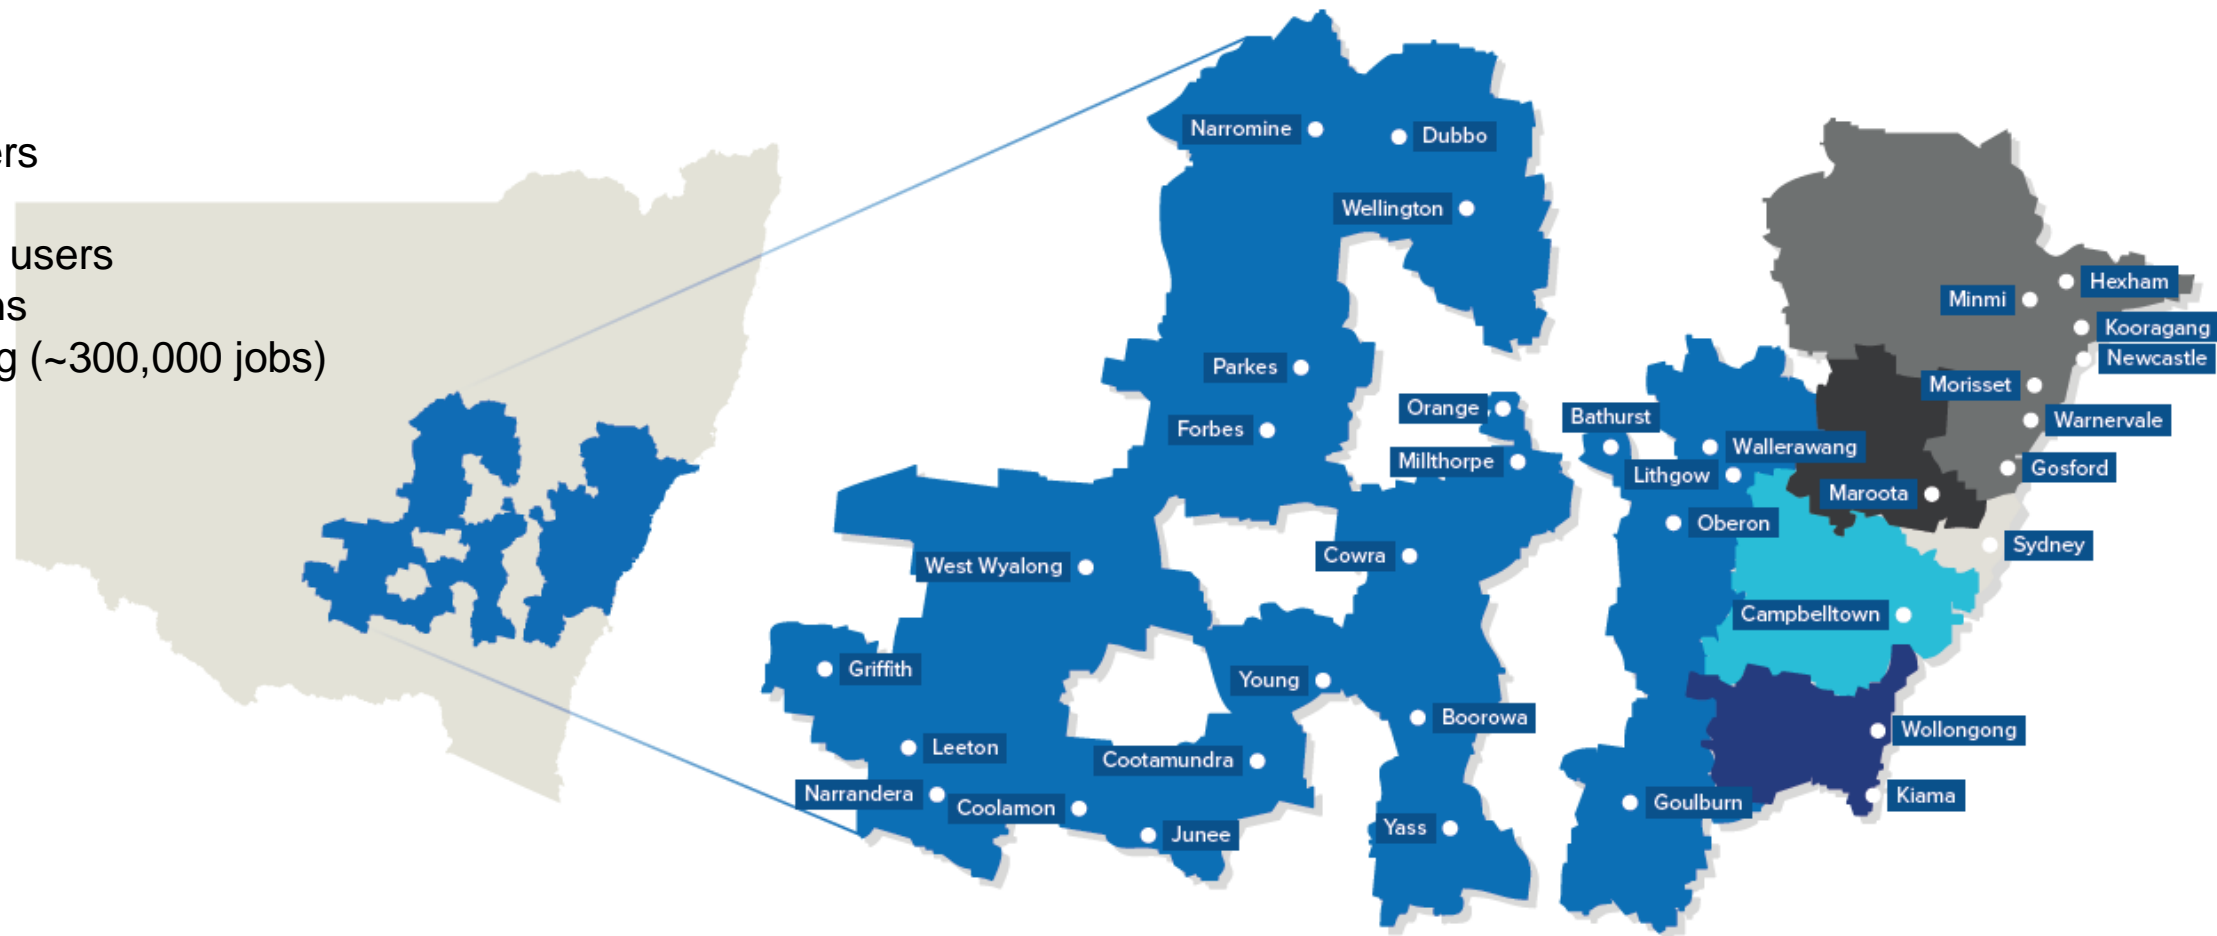 ers
users
ns
g (~300,000 jobs)
Narromine
Dubbo
Wellington
Parkes
Forbes
Orange
Millthorpe
Bathurst
Wallerawang
Lithgow
Oberon
Hexham
Minmi
Kooragang
Newcastle
Morisset
Warnervale
Gosford
Maroota
Sydney
Campbelltown
Wollongong
Kiama
Goulburn
West Wyalong
Cowra
Griffith
Young
Boorowa
Leeton
Cootamundra
Narrandera
Coolamon
Junee
Yass